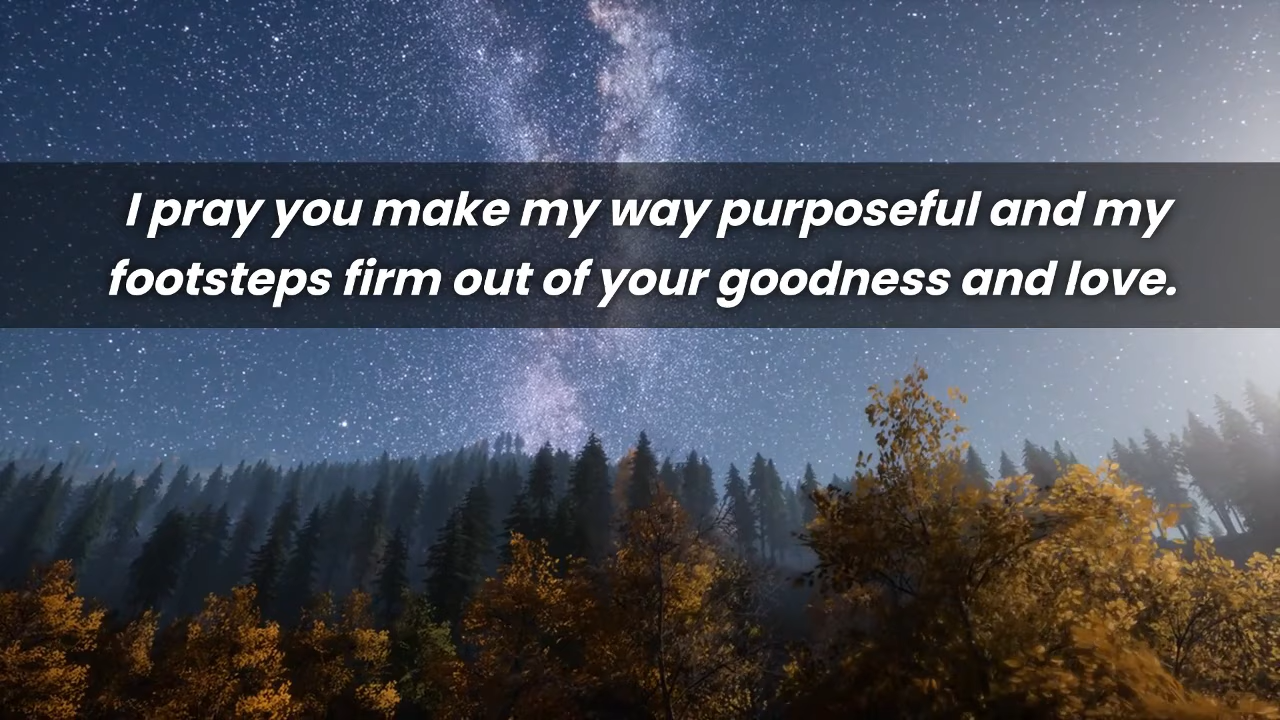 I pray you make my way purposeful and my
footsteps firm out of your goodness and love.